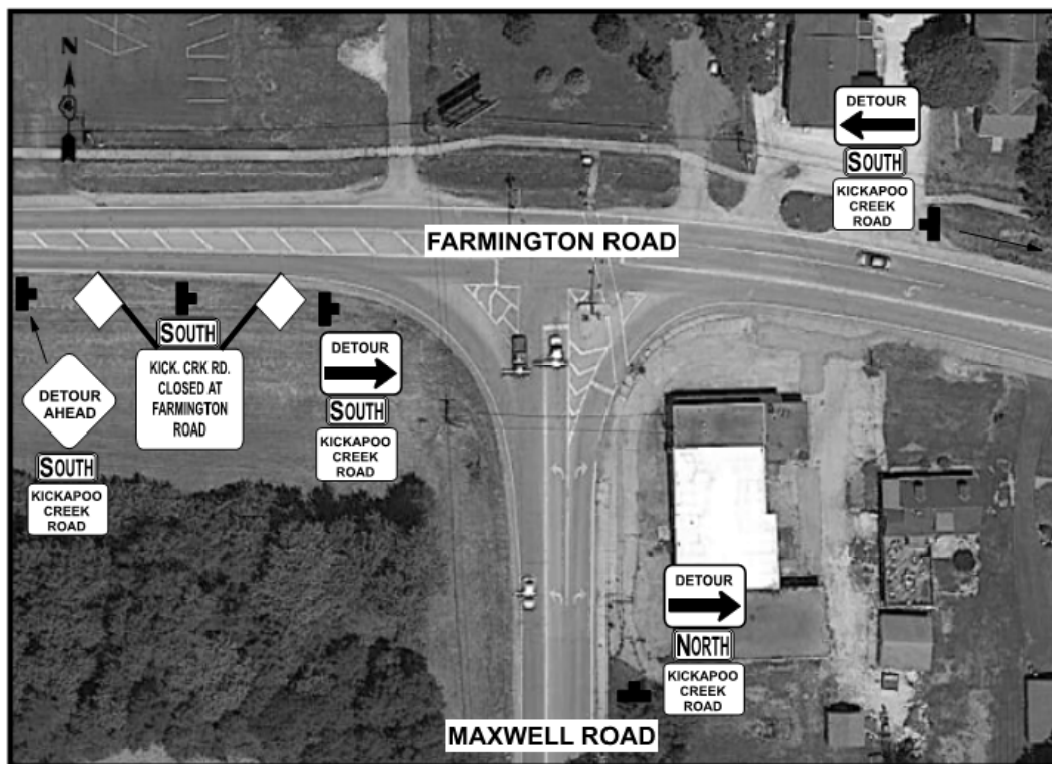 N
DETOUR
SOUTH
KICKAPOO
CREEK
ROAD
FARMINGTON ROAD
SOUTH
KICK. CRK RD.
CLOSED AT
FARMINGTON
ROAD
DETOUR
SOUTH
KICKAPOO
CREEK
ROAD
DETOUR
AHEAD
SOUTH
KICKAPOO
CREEK
ROAD
DETOUR
NORTH
KICKAPOO
CREEK
ROAD
MAXWELL ROAD